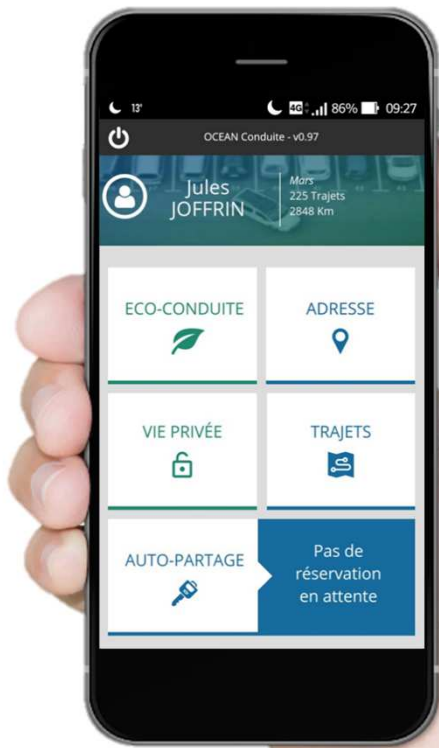 13°
4G 86% 09:27
OCEAN Conduite - v0.97
Jules
JOFFRIN
Mars
225 Trajets
2848 Km
ECO-CONDUITE
ADRESSE
VIE PRIVÉE
TRAJETS
AUTO-PARTAGE
Pas de
réservation
en attente